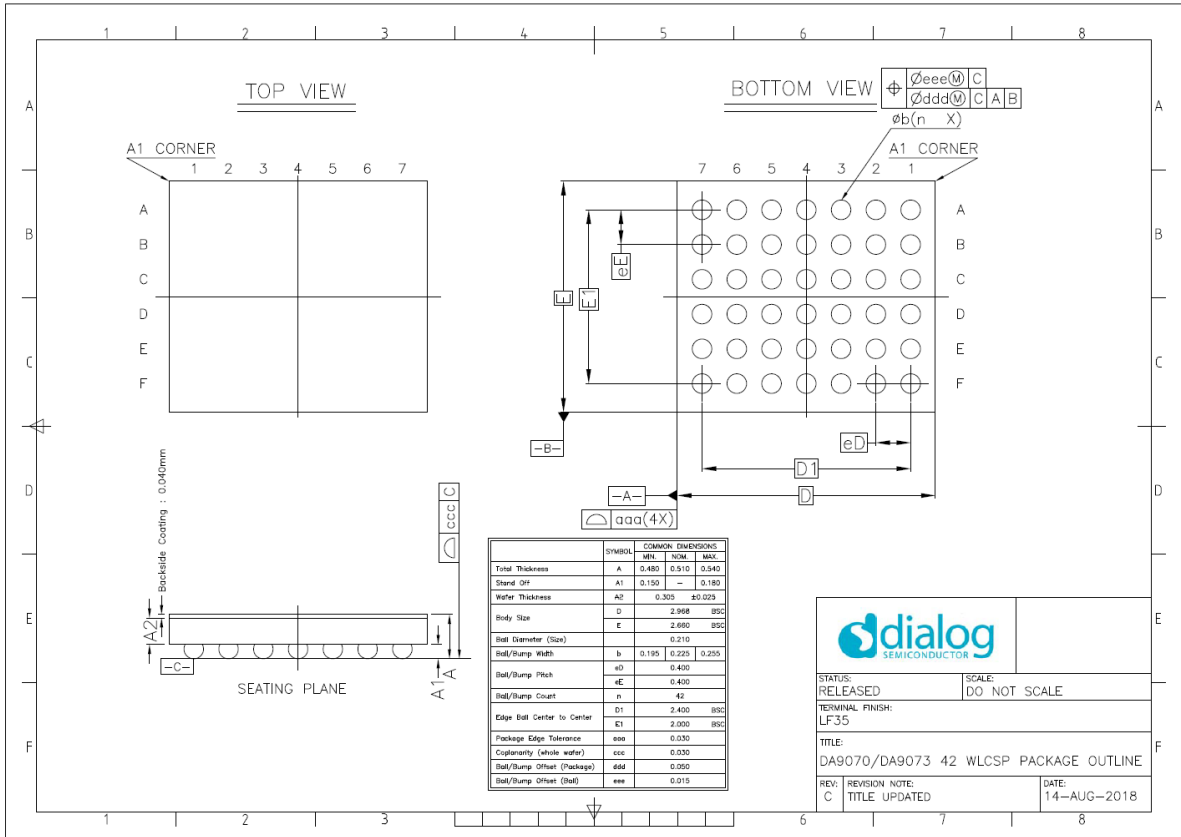 1 2 3 4 5 6 7 8
A A
TOP VIEW
BOTTOM VIEW
⌖ Øeee Ⓜ C
Øddd Ⓜ C A B
øb(n X)
A1 CORNER
1 2 3 4 5 6 7
A
B
C
D
E
F
A1 CORNER
7 6 5 4 3 2 1
A
B
C
D
E
F
B B
C C
D D
E E
F F
eE
E1
E
-B-
eD
D1
D
-A-
⌓ aaa(4X)
Backside Coating : 0.040mm
⌓ ccc C
A2
A1
A
-C-
SEATING PLANE
SYMBOL COMMON DIMENSIONS
MIN. NOM. MAX.
Total Thickness A 0.480 0.510 0.540
Stand Off A1 0.150 — 0.180
Wafer Thickness A2 0.305 ±0.025
Body Size D 2.968 BSC
E 2.660 BSC
Ball Diameter (Size) 0.210
Ball/Bump Width b 0.195 0.225 0.255
Ball/Bump Pitch eD 0.400
eE 0.400
Ball/Bump Count n 42
Edge Ball Center to Center D1 2.400 BSC
E1 2.000 BSC
Package Edge Tolerance aaa 0.030
Coplanarity (whole wafer) ccc 0.030
Ball/Bump Offset (Package) ddd 0.050
Ball/Bump Offset (Ball) eee 0.015
dialog
SEMICONDUCTOR
STATUS: SCALE:
RELEASED DO NOT SCALE
TERMINAL FINISH:
LF35
TITLE:
DA9070/DA9073 42 WLCSP PACKAGE OUTLINE
REV: REVISION NOTE: DATE:
C TITLE UPDATED 14-AUG-2018
1 2 3 6 7 8